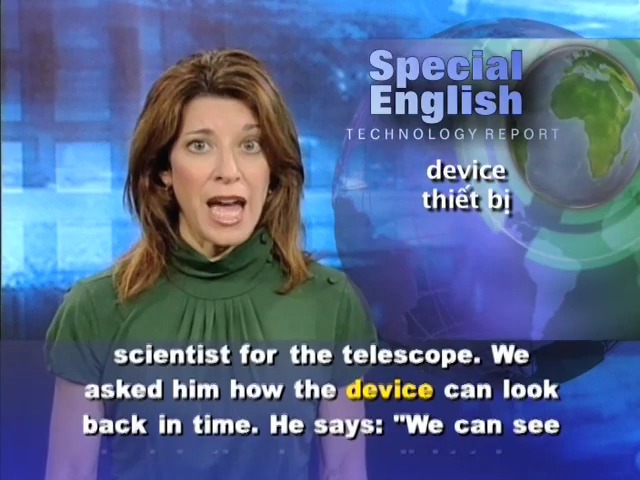 Special
English
TECHNOLOGY REPORT
device
thiết bị
scientist for the telescope. We
asked him how the device can look
back in time. He says: "We can see